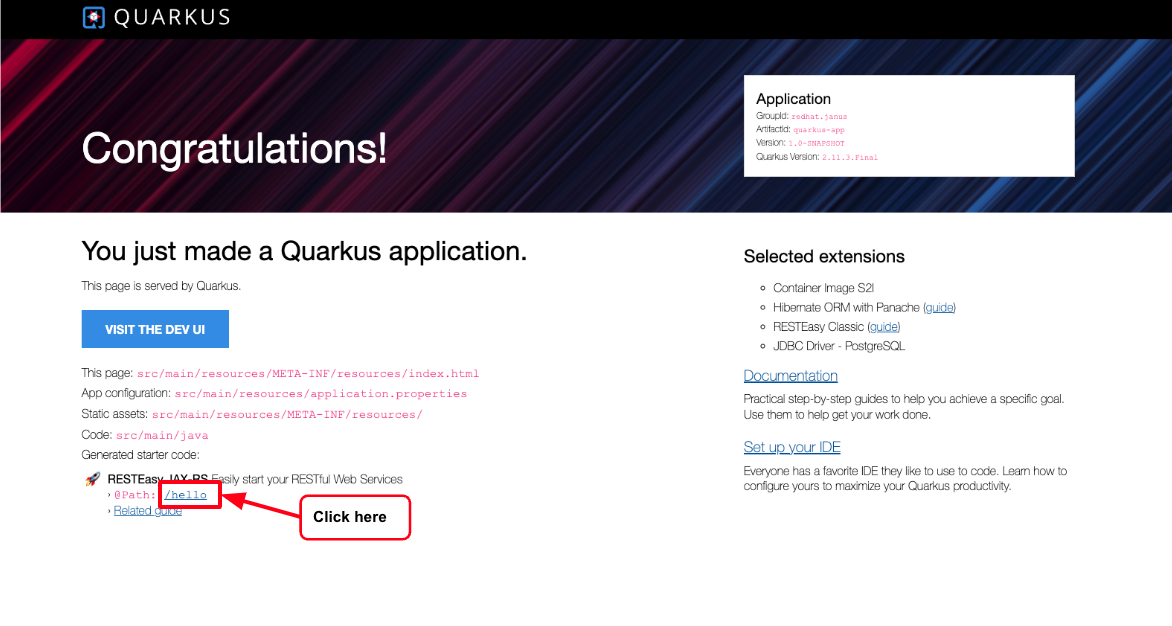 QUARKUS
Congratulations!
Application
GroupId: redhat.janus
ArtifactId: quarkus-app
Version: 1.0-SNAPSHOT
Quarkus Version: 2.11.3.Final
You just made a Quarkus application.
This page is served by Quarkus.
VISIT THE DEV UI
This page: src/main/resources/META-INF/resources/index.html
App configuration: src/main/resources/application.properties
Static assets: src/main/resources/META-INF/resources/
Code: src/main/java
Generated starter code:
RESTEasy JAX-RS Easily start your RESTful Web Services
› @Path: /hello
› Related guide
Click here
Selected extensions
Container Image S2I
Hibernate ORM with Panache (guide)
RESTEasy Classic (guide)
JDBC Driver - PostgreSQL
Documentation
Practical step-by-step guides to help you achieve a specific goal.
Use them to help get your work done.
Set up your IDE
Everyone has a favorite IDE they like to use to code. Learn how to
configure yours to maximize your Quarkus productivity.